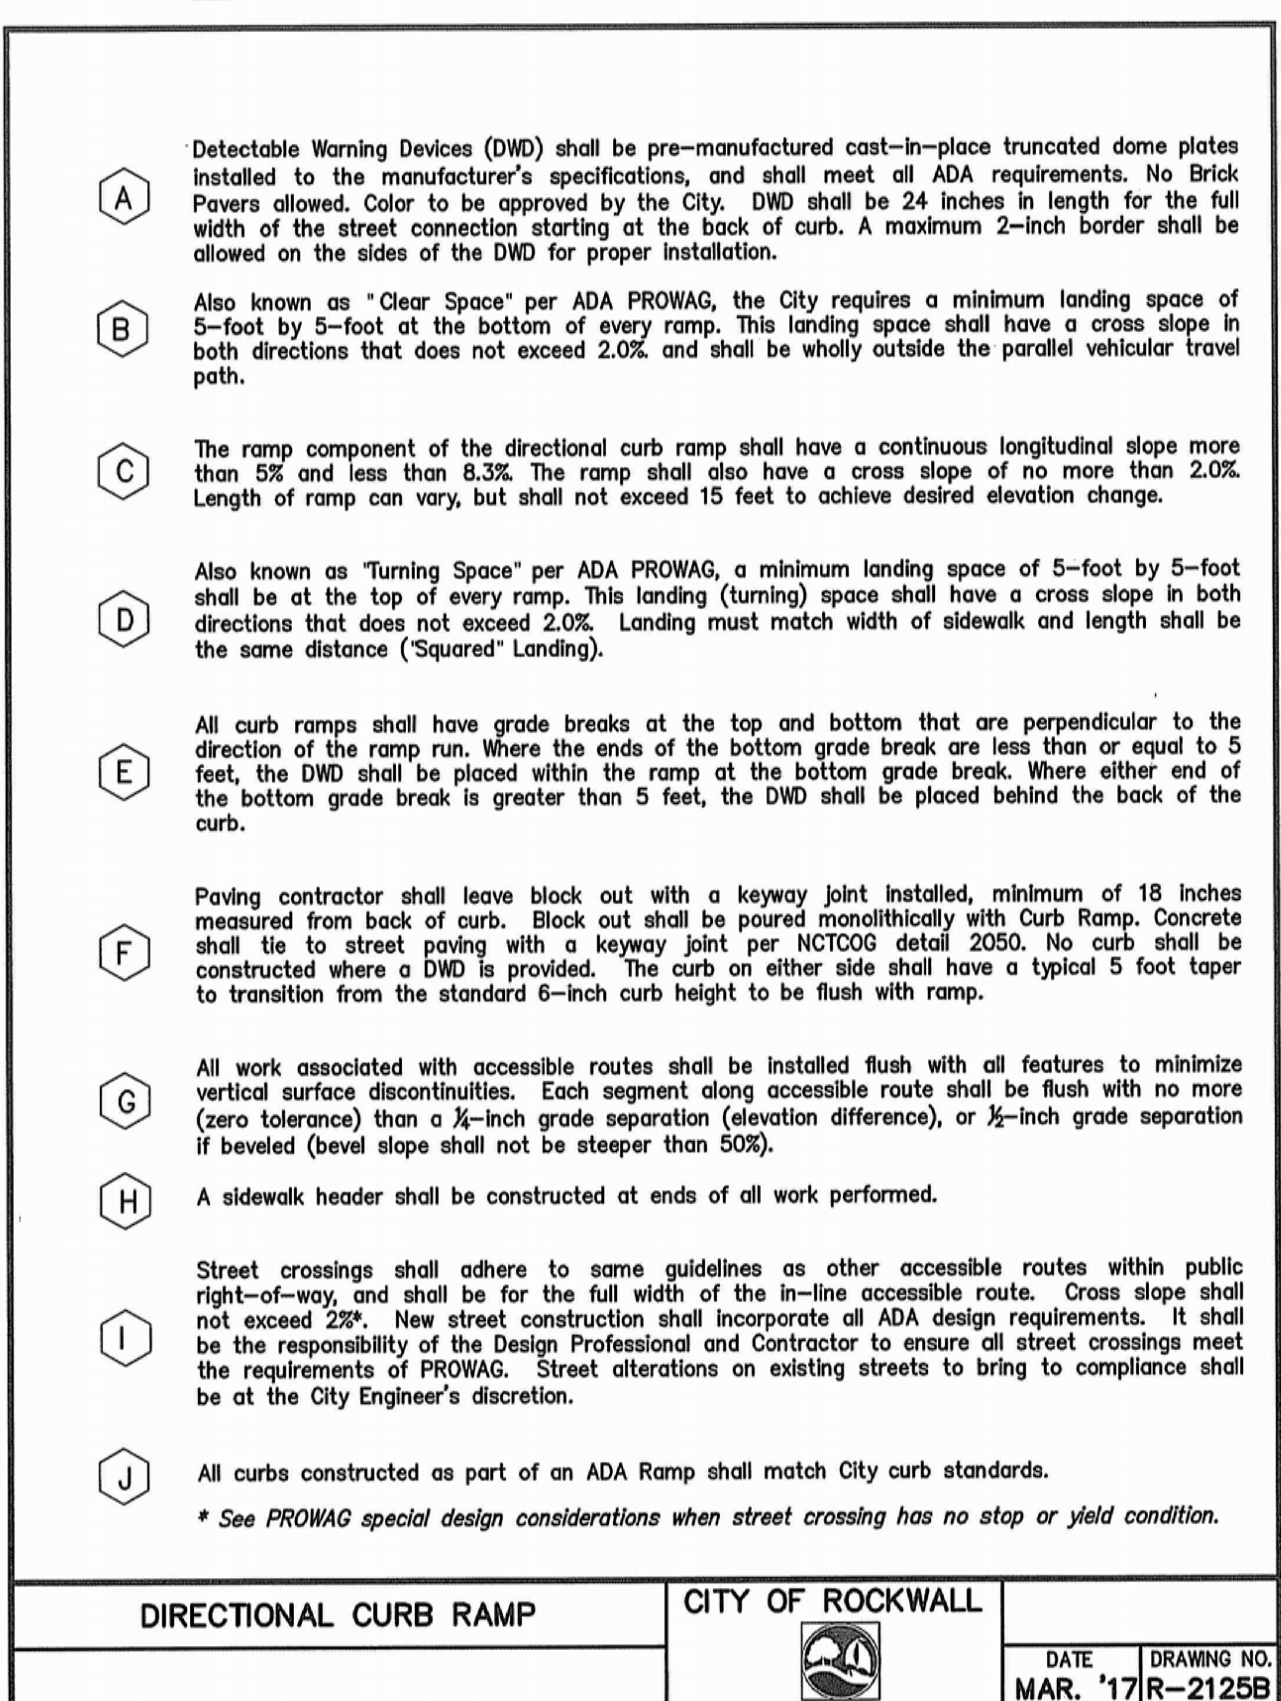 A
Detectable Warning Devices (DWD) shall be pre-manufactured cast-in-place truncated dome plates
installed to the manufacturer's specifications, and shall meet all ADA requirements. No Brick
Pavers allowed. Color to be approved by the City. DWD shall be 24 inches in length for the full
width of the street connection starting at the back of curb. A maximum 2-inch border shall be
allowed on the sides of the DWD for proper installation.
B
Also known as "Clear Space" per ADA PROWAG, the City requires a minimum landing space of
5-foot by 5-foot at the bottom of every ramp. This landing space shall have a cross slope in
both directions that does not exceed 2.0%. and shall be wholly outside the parallel vehicular travel
path.
C
The ramp component of the directional curb ramp shall have a continuous longitudinal slope more
than 5% and less than 8.3%. The ramp shall also have a cross slope of no more than 2.0%.
Length of ramp can vary, but shall not exceed 15 feet to achieve desired elevation change.
D
Also known as "Turning Space" per ADA PROWAG, a minimum landing space of 5-foot by 5-foot
shall be at the top of every ramp. This landing (turning) space shall have a cross slope in both
directions that does not exceed 2.0%. Landing must match width of sidewalk and length shall be
the same distance ("Squared" Landing).
E
All curb ramps shall have grade breaks at the top and bottom that are perpendicular to the
direction of the ramp run. Where the ends of the bottom grade break are less than or equal to 5
feet, the DWD shall be placed within the ramp at the bottom grade break. Where either end of
the bottom grade break is greater than 5 feet, the DWD shall be placed behind the back of the
curb.
F
Paving contractor shall leave block out with a keyway joint installed, minimum of 18 inches
measured from back of curb. Block out shall be poured monolithically with Curb Ramp. Concrete
shall tie to street paving with a keyway joint per NCTCOG detail 2050. No curb shall be
constructed where a DWD is provided. The curb on either side shall have a typical 5 foot taper
to transition from the standard 6-inch curb height to be flush with ramp.
G
All work associated with accessible routes shall be installed flush with all features to minimize
vertical surface discontinuities. Each segment along accessible route shall be flush with no more
(zero tolerance) than a ¼-inch grade separation (elevation difference), or ½-inch grade separation
if beveled (bevel slope shall not be steeper than 50%).
H
A sidewalk header shall be constructed at ends of all work performed.
I
Street crossings shall adhere to same guidelines as other accessible routes within public
right-of-way, and shall be for the full width of the in-line accessible route. Cross slope shall
not exceed 2%*. New street construction shall incorporate all ADA design requirements. It shall
be the responsibility of the Design Professional and Contractor to ensure all street crossings meet
the requirements of PROWAG. Street alterations on existing streets to bring to compliance shall
be at the City Engineer's discretion.
J
All curbs constructed as part of an ADA Ramp shall match City curb standards.
* See PROWAG special design considerations when street crossing has no stop or yield condition.
DIRECTIONAL CURB RAMP
CITY OF ROCKWALL
DATE
MAR. '17
DRAWING NO.
R-2125B